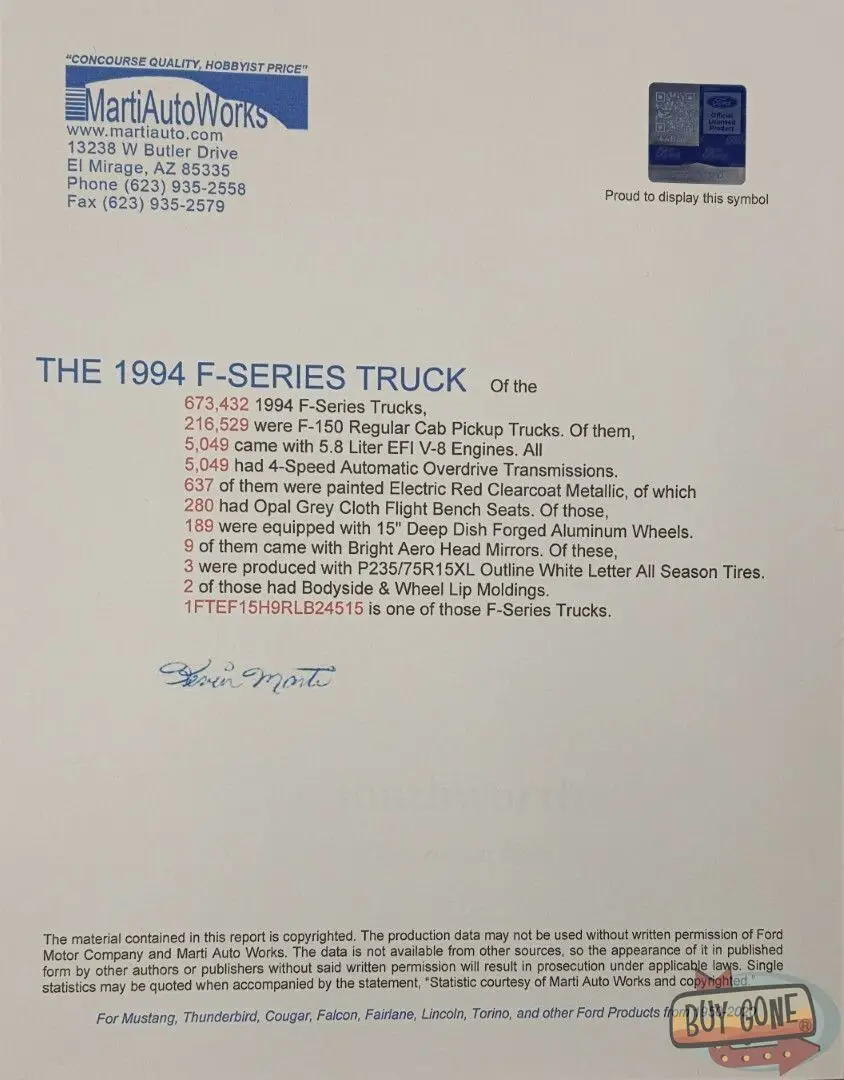 "CONCOURSE QUALITY, HOBBYIST PRICE"
MartiAutoWorks
www.martiauto.com
13238 W Butler Drive
El Mirage, AZ 85335
Phone (623) 935-2558
Fax (623) 935-2579
Ford
Official
Licensed
Product
Proud to display this symbol
THE 1994 F-SERIES TRUCK Of the
673,432 1994 F-Series Trucks,
216,529 were F-150 Regular Cab Pickup Trucks. Of them,
5,049 came with 5.8 Liter EFI V-8 Engines. All
5,049 had 4-Speed Automatic Overdrive Transmissions.
637 of them were painted Electric Red Clearcoat Metallic, of which
280 had Opal Grey Cloth Flight Bench Seats. Of those,
189 were equipped with 15" Deep Dish Forged Aluminum Wheels.
9 of them came with Bright Aero Head Mirrors. Of these,
3 were produced with P235/75R15XL Outline White Letter All Season Tires.
2 of those had Bodyside & Wheel Lip Moldings.
1FTEF15H9RLB24515 is one of those F-Series Trucks.
Kevin Marti
The material contained in this report is copyrighted. The production data may not be used without written permission of Ford
Motor Company and Marti Auto Works. The data is not available from other sources, so the appearance of it in published
form by other authors or publishers without said written permission will result in prosecution under applicable laws. Single
statistics may be quoted when accompanied by the statement, "Statistic courtesy of Marti Auto Works and copyrighted."
For Mustang, Thunderbird, Cougar, Falcon, Fairlane, Lincoln, Torino, and other Ford Products from
BUY GONE®